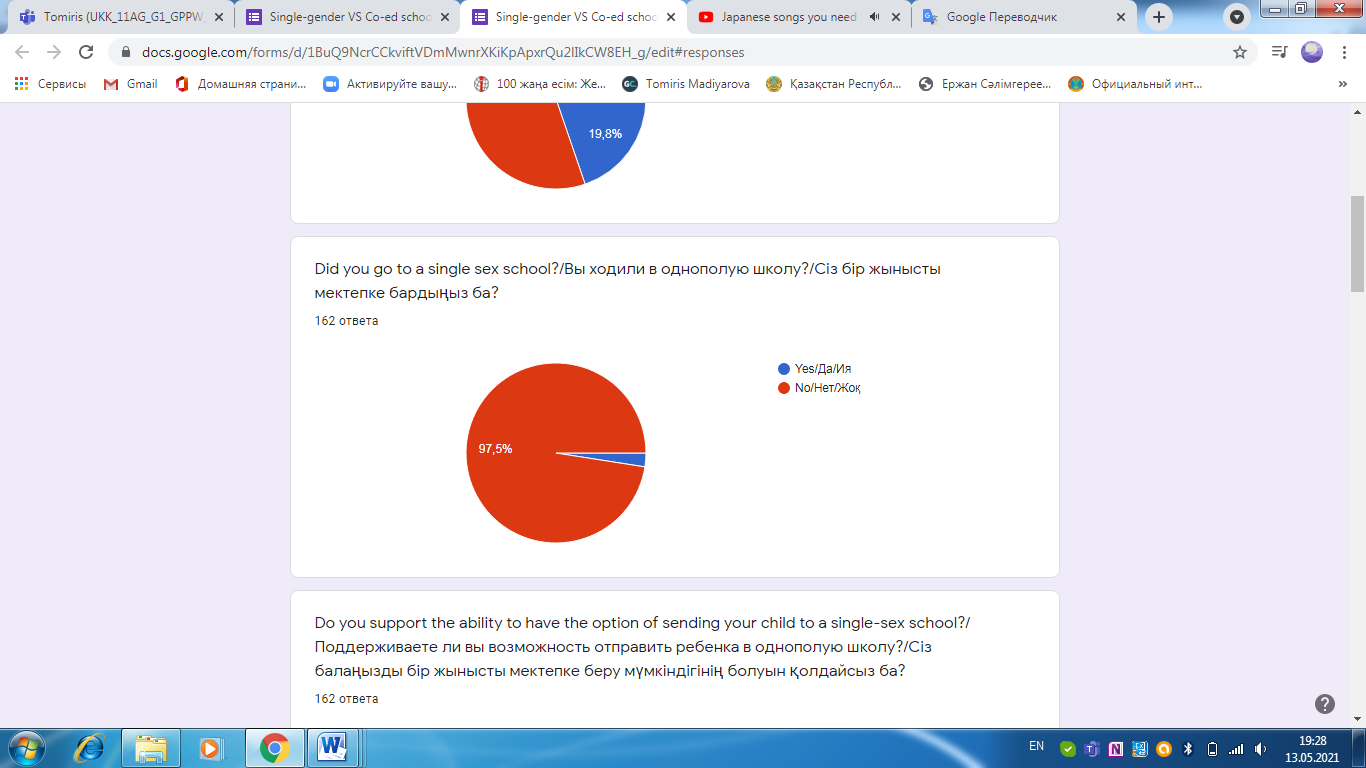 Tomiris (UKK_11AG_G1_GPPW_
Single-gender VS Co-ed schoo
Single-gender VS Co-ed schoo
Japanese songs you need
Google Переводчик
docs.google.com/forms/d/1BuQ9NcrCCkviftVDmMwnrXKiKpApxrQu2lIkCW8EH_g/edit#responses
Сервисы
Gmail
Домашняя страни...
Активируйте вашу...
100 жаңа есім: Же...
Tomiris Madiyarova
Қазақстан Республ...
Ержан Сәлімгерее...
Официальный инт...
»
19,8%
Did you go to a single sex school?/Вы ходили в однополую школу?/Сіз бір жынысты
мектепке бардыңыз ба?
162 ответа
Yes/Да/Ия
No/Нет/Жоқ
97,5%
Do you support the ability to have the option of sending your child to a single-sex school?/
Поддерживаете ли вы возможность отправить ребенка в однополую школу?/Сіз
балаңызды бір жынысты мектепке беру мүмкіндігінің болуын қолдайсыз ба?
162 ответа
EN
19:28
13.05.2021